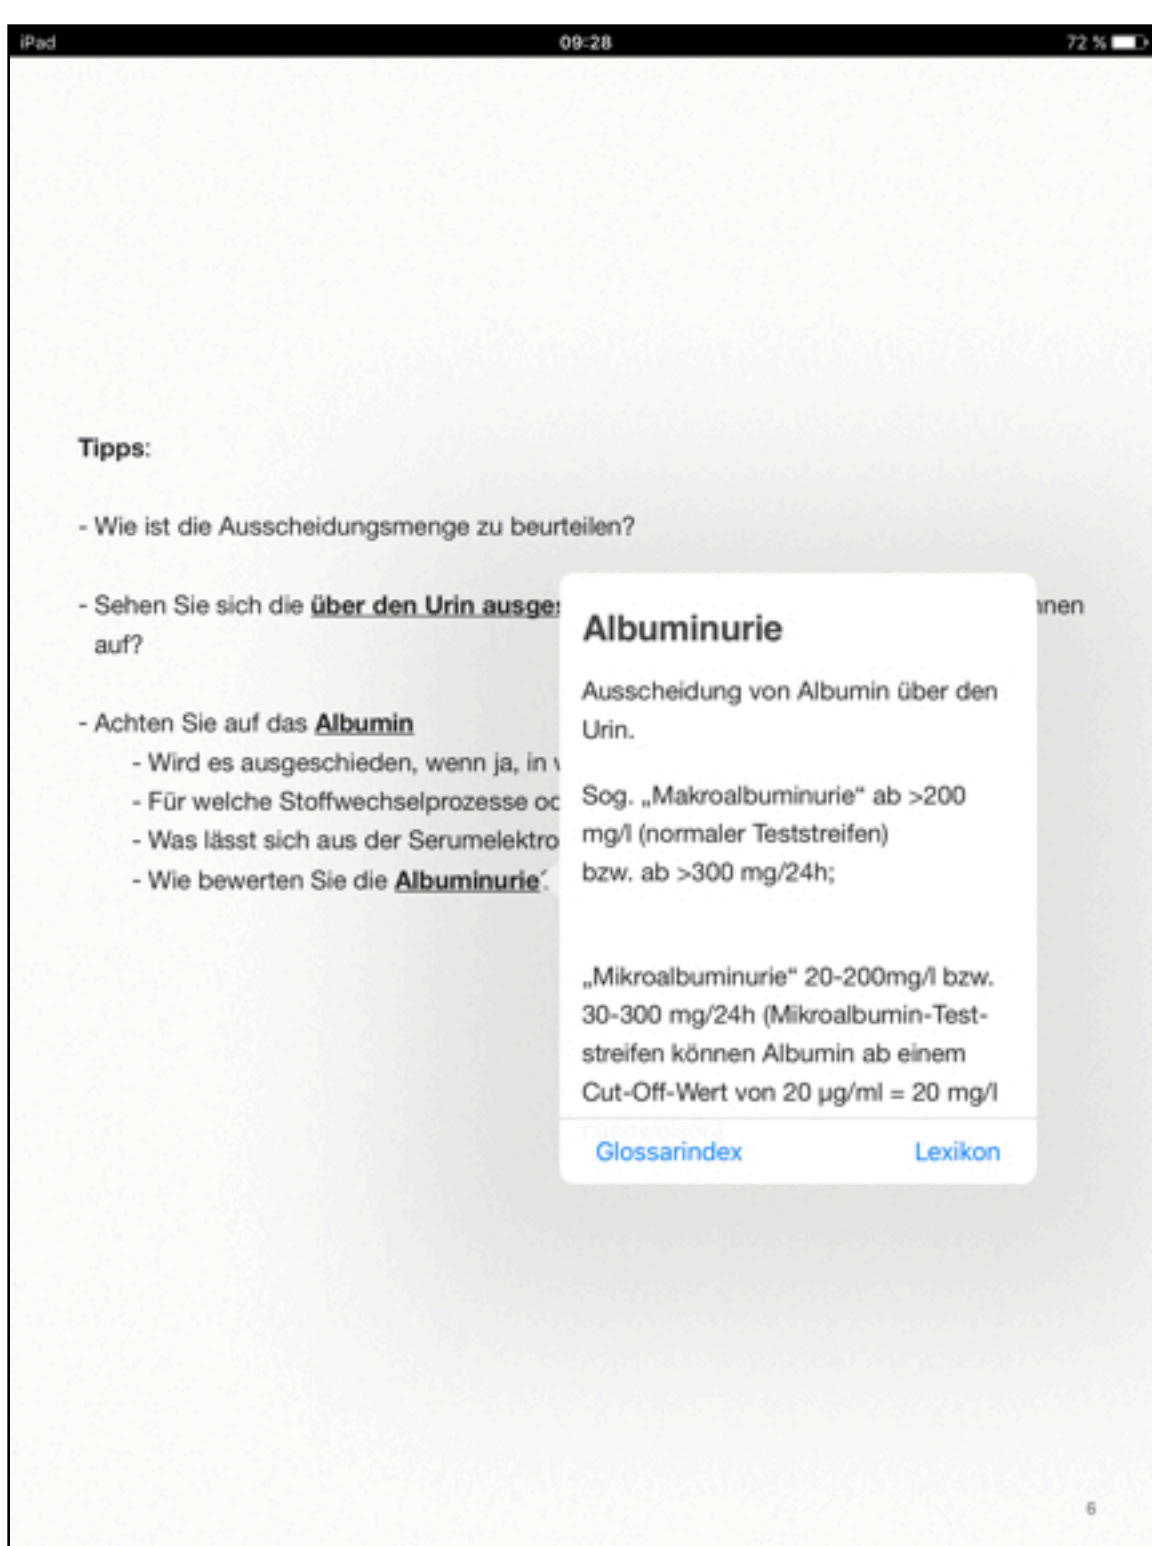 iPad
09:28
72 %
Tipps:
- Wie ist die Ausscheidungsmenge zu beurteilen?
- Sehen Sie sich die über den Urin
auf?
- Achten Sie auf das Albumin
- Wird es ausgeschieden, wenn ja, in
- Für welche Stoffwechselprozesse
- Was lässt sich aus der
- Wie bewerten Sie die Albuminurie
Albuminurie
Ausscheidung von Albumin über den
Urin.
Sog. „Makroalbuminurie“ ab >200
mg/l (normaler Teststreifen)
bzw. ab >300 mg/24h;
„Mikroalbuminurie“ 20-200mg/l bzw.
30-300 mg/24h (Mikroalbumin-Test-
streifen können Albumin ab einem
Cut-Off-Wert von 20 µg/ml = 20 mg/l
Glossarindex
Lexikon
6